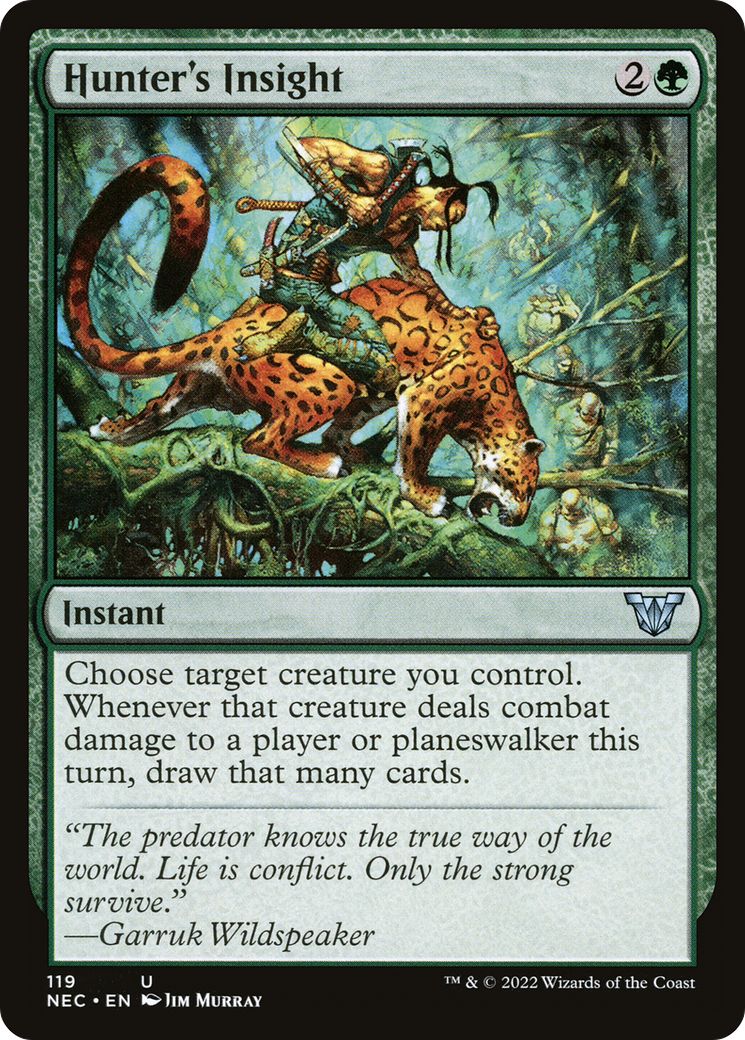 Hunter's Insight 2
Instant
Choose target creature you control.
Whenever that creature deals combat
damage to a player or planeswalker this
turn, draw that many cards.
“The predator knows the true way of the
world. Life is conflict. Only the strong
survive.”
—Garruk Wildspeaker
119 U
NEC • EN Jim Murray
™ & © 2022 Wizards of the Coast